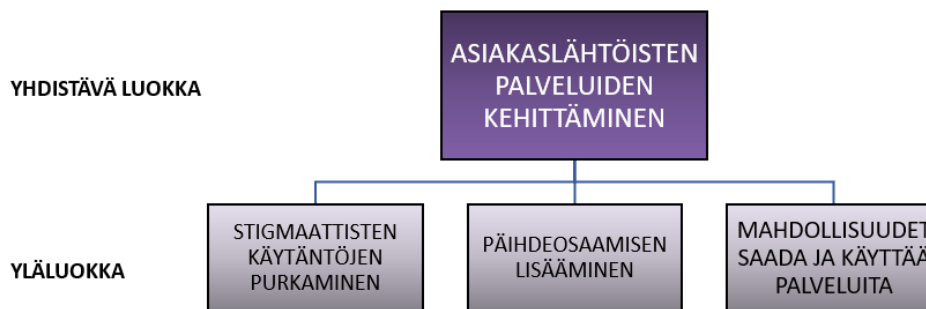 YHDISTÄVÄ LUOKKA
ASIAKASLÄHTÖISTEN
PALVELUIDEN
KEHITTÄMINEN
YLÄLUOKKA
STIGMAATTISTEN
KÄYTÄNTÖJEN
PURKAMINEN
PÄIHDEOSAAMISEN
LISÄÄMINEN
MAHDOLLISUUDET
SAADA JA KÄYTTÄÄ
PALVELUITA